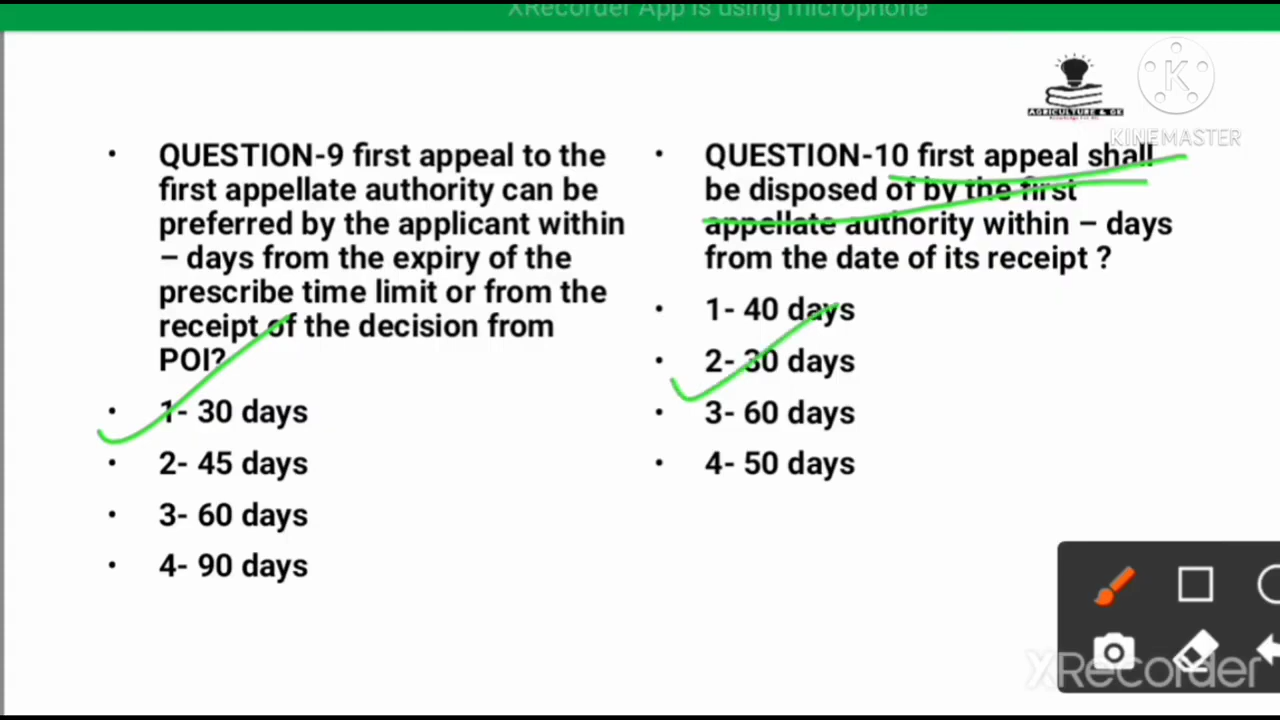 XRecorder App is using microphone
AGRICULTURE & GK
KINEMASTER
• QUESTION-9 first appeal to the
first appellate authority can be
preferred by the applicant within
– days from the expiry of the
prescribe time limit or from the
receipt of the decision from
POI?
• 1- 30 days
• 2- 45 days
• 3- 60 days
• 4- 90 days
• QUESTION-10 first appeal shall
be disposed of by the first
appellate authority within – days
from the date of its receipt ?
• 1- 40 days
• 2- 30 days
• 3- 60 days
• 4- 50 days
XRecorder